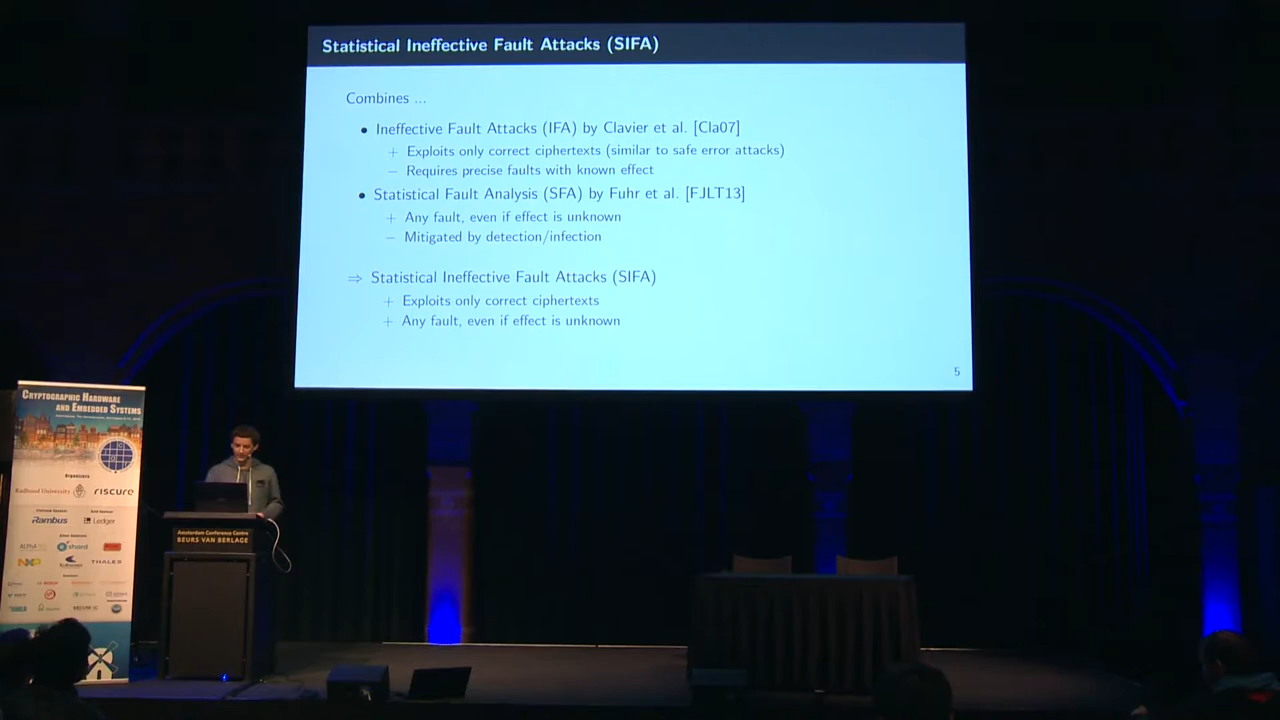 Statistical Ineffective Fault Attacks (SIFA)
Combines ...
• Ineffective Fault Attacks (IFA) by Clavier et al. [Cla07]
+ Exploits only correct ciphertexts (similar to safe error attacks)
− Requires precise faults with known effect
• Statistical Fault Analysis (SFA) by Fuhr et al. [FJLT13]
+ Any fault, even if effect is unknown
− Mitigated by detection/infection
⇒ Statistical Ineffective Fault Attacks (SIFA)
+ Exploits only correct ciphertexts
+ Any fault, even if effect is unknown
5
CRYPTOGRAPHIC HARDWARE
AND EMBEDDED SYSTEMS
Organizers
Radboud University
riscure
Rambus
Ledger
NXP
THALES
Amsterdam Conference Centre
BEURS VAN BERLAGE